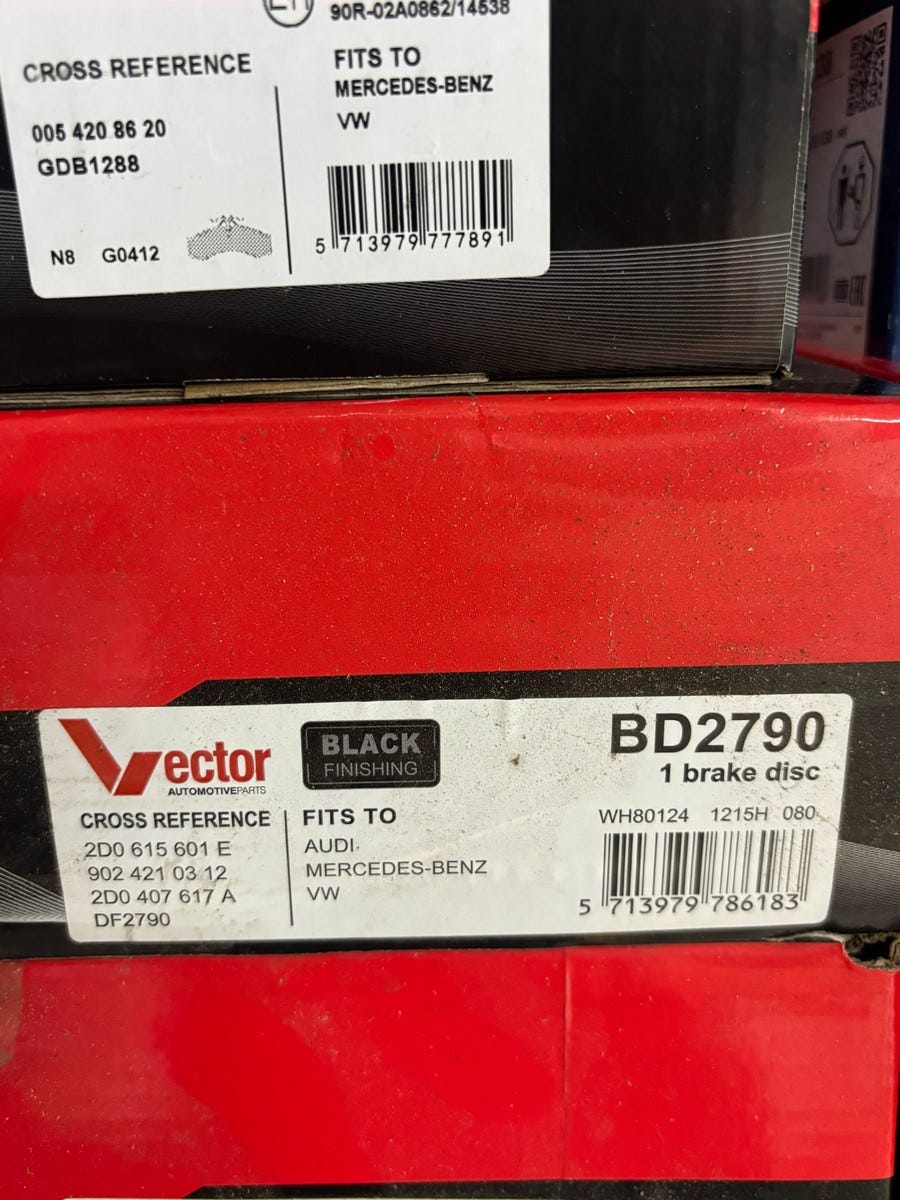 90R-02A0862/14538
CROSS REFERENCE
005 420 86 20
GDB1288
N8 G0412
FITS TO
MERCEDES-BENZ
VW
5 713979 777891
Vector
AUTOMOTIVEPARTS
BLACK
FINISHING
BD2790
1 brake disc
CROSS REFERENCE
2D0 615 601 E
902 421 03 12
2D0 407 617 A
DF2790
FITS TO
AUDI
MERCEDES-BENZ
VW
WH80124 1215H 080
5 713979 786183